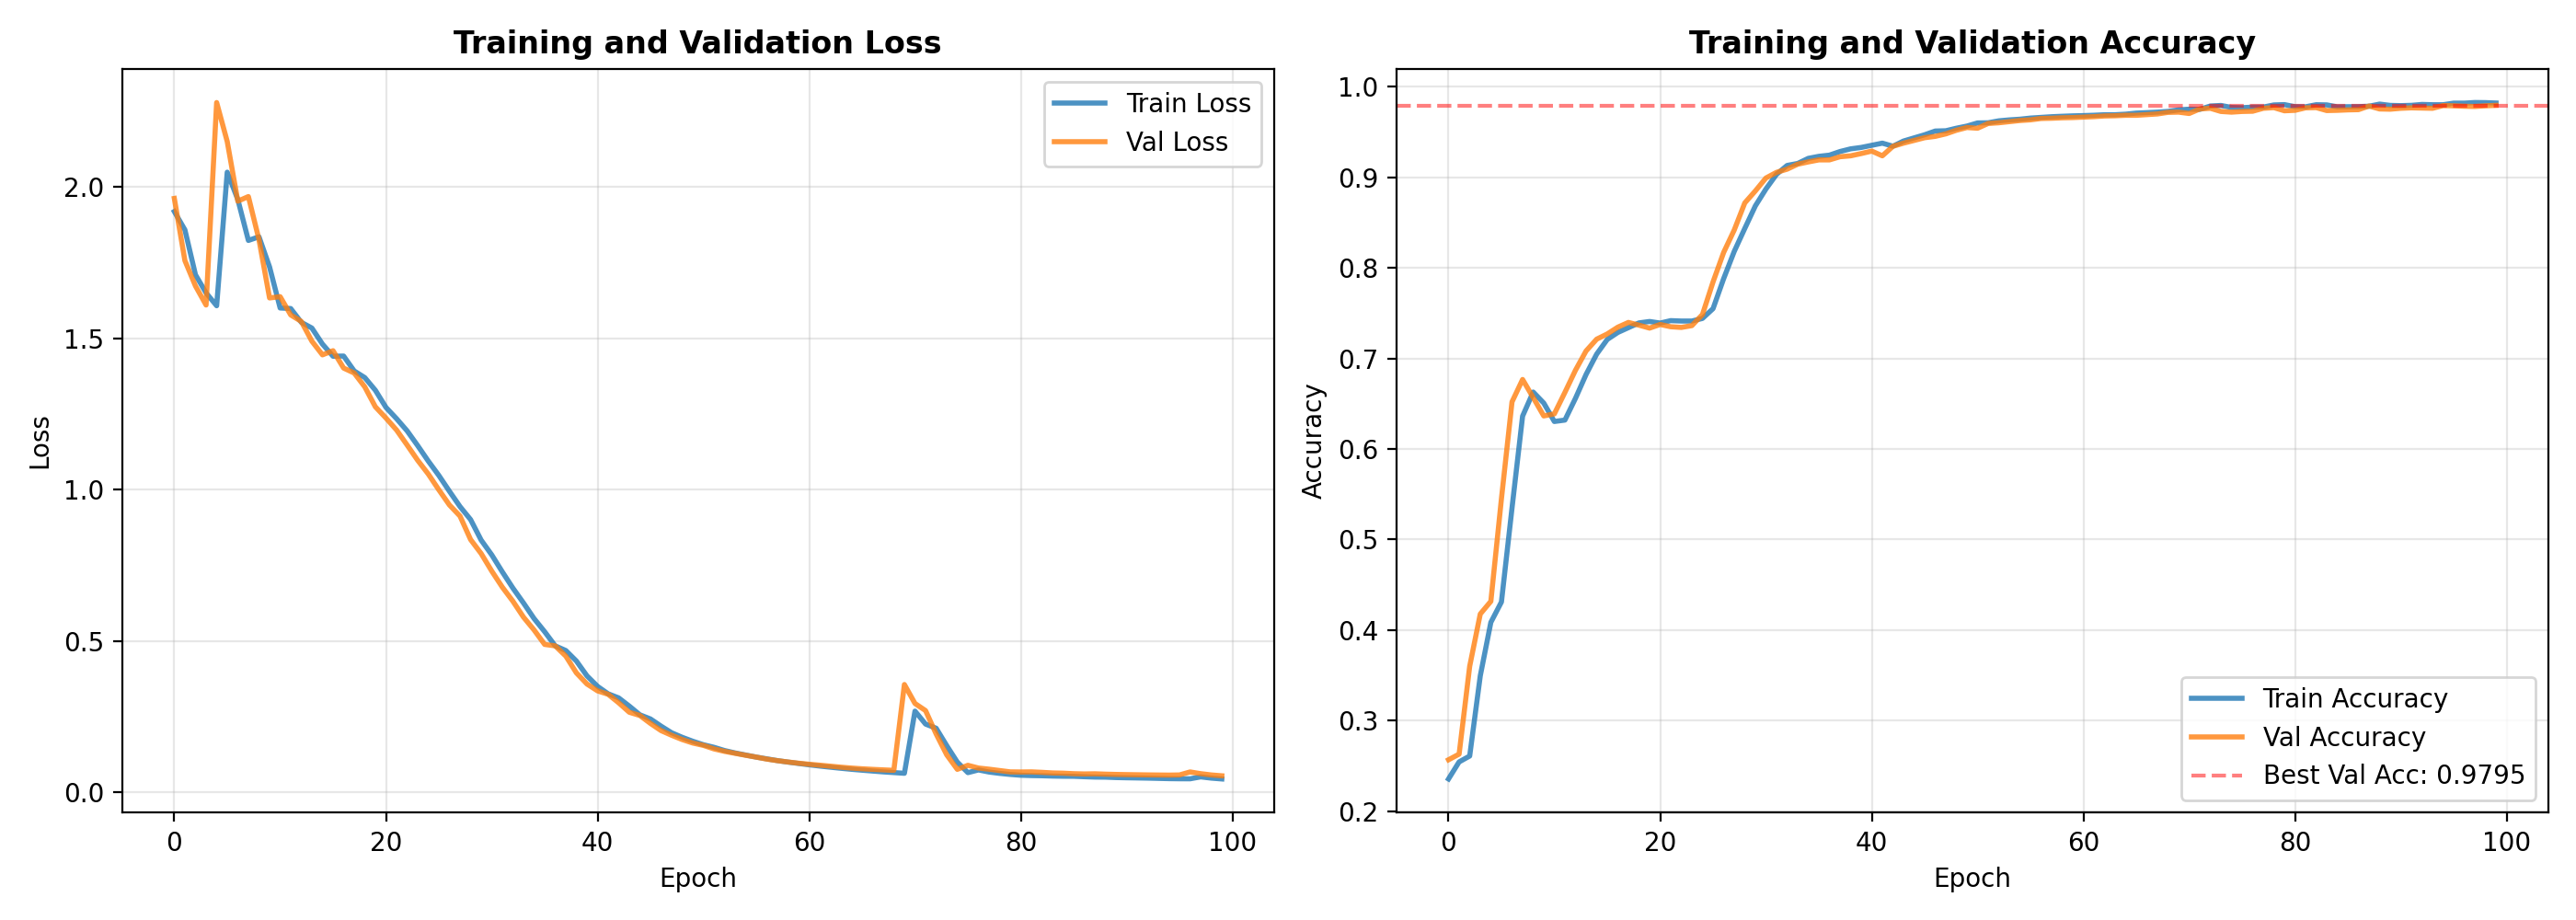 Training and Validation Loss
Train Loss
Val Loss
2.0
1.5
1.0
0.5
0.0
Loss
0 20 40 60 80 100
Epoch
Training and Validation Accuracy
1.0
0.9
0.8
0.7
0.6
0.5
0.4
0.3
0.2
Accuracy
Train Accuracy
Val Accuracy
Best Val Acc: 0.9795
0 20 40 60 80 100
Epoch